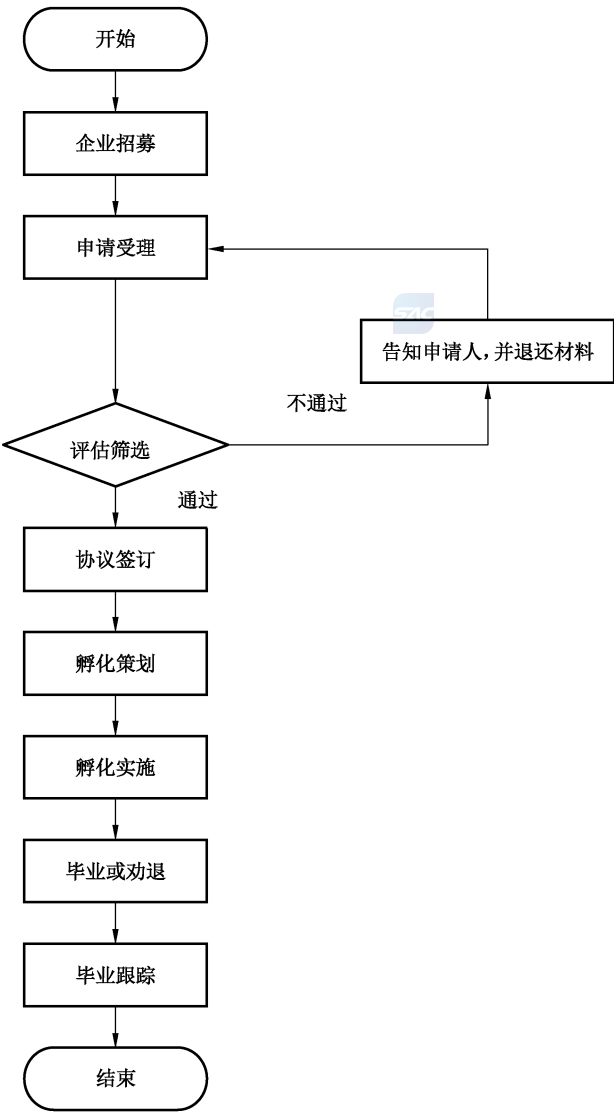 开始
企业招募
申请受理
SAC
告知申请人，并退还材料
不通过
评估筛选
通过
协议签订
孵化策划
孵化实施
毕业或劝退
毕业跟踪
结束